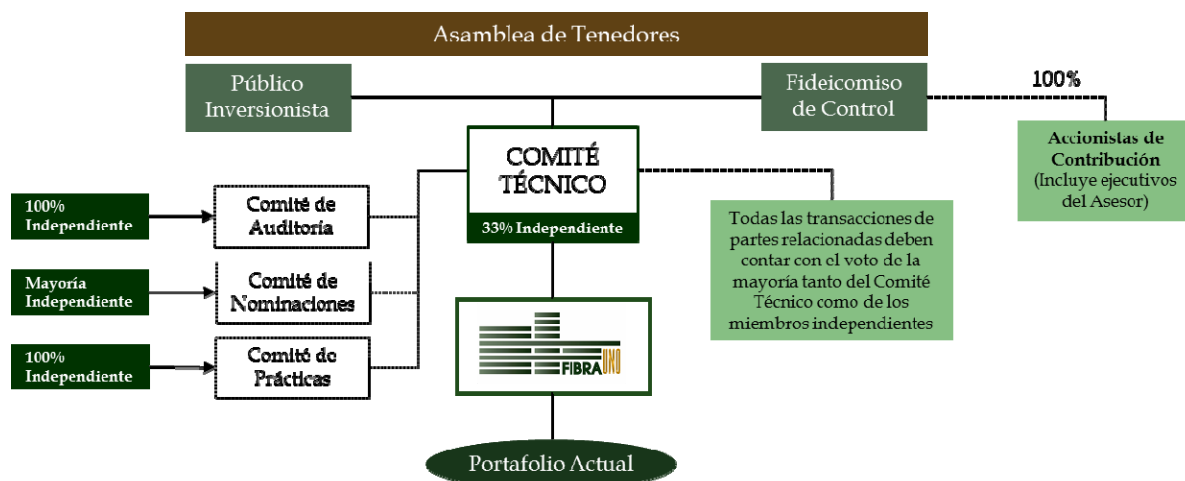 Asamblea de Tenedores
Público
Inversionista
Fideicomiso
de Control
100%
Accionistas de
Contribución
(Incluye ejecutivos
del Asesor)
COMITÉ
TÉCNICO
33% Independiente
100%
Independiente
Comité de
Auditoría
Mayoría
Independiente
Comité de
Nominaciones
100%
Independiente
Comité de
Prácticas
Todas las transacciones de
partes relacionadas deben
contar con el voto de la
mayoría tanto del Comité
Técnico como de los
miembros independientes
FIBRA UNO
Portafolio Actual